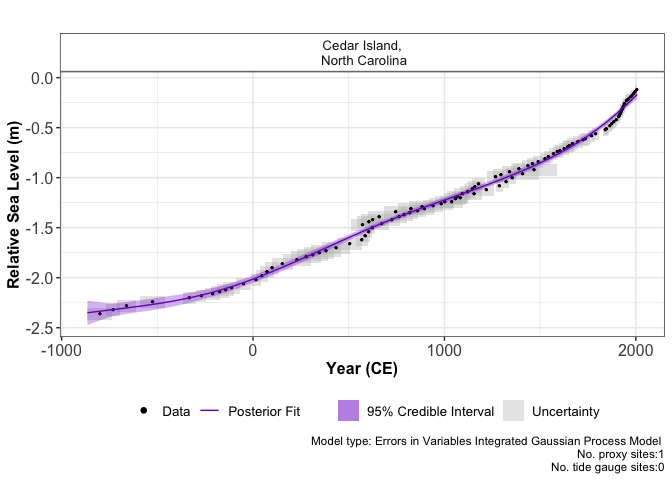 Cedar Island,
North Carolina
Relative Sea Level (m)
0.0
-0.5
-1.0
-1.5
-2.0
-2.5
-1000 0 1000 2000
Year (CE)
Data Posterior Fit 95% Credible Interval Uncertainty
Model type: Errors in Variables Integrated Gaussian Process Model
No. proxy sites:1
No. tide gauge sites:0